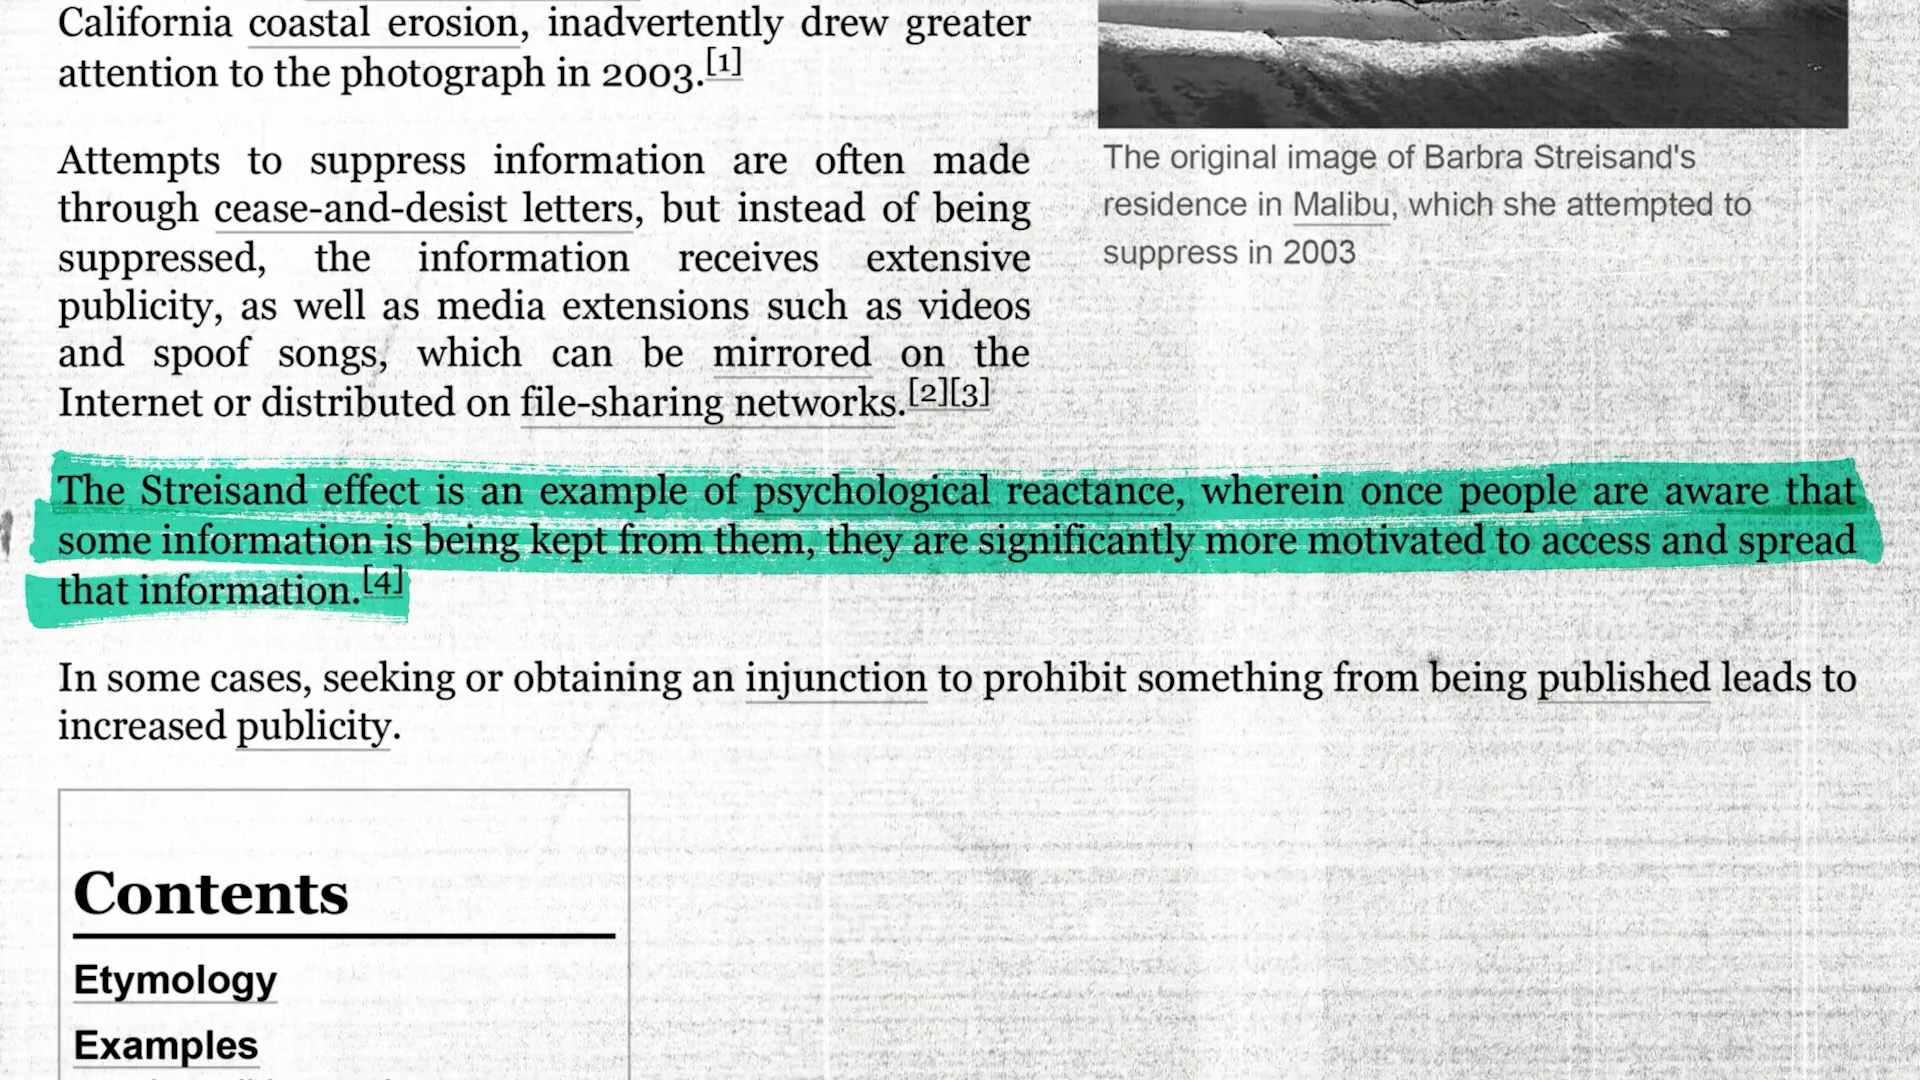 California coastal erosion, inadvertently drew greater
attention to the photograph in 2003.[1]
Attempts to suppress information are often made
through cease-and-desist letters, but instead of being
suppressed, the information receives extensive
publicity, as well as media extensions such as videos
and spoof songs, which can be mirrored on the
Internet or distributed on file-sharing networks.[2][3]
The original image of Barbra Streisand's
residence in Malibu, which she attempted to
suppress in 2003
The Streisand effect is an example of psychological reactance, wherein once people are aware that
some information is being kept from them, they are significantly more motivated to access and spread
that information.[4]
In some cases, seeking or obtaining an injunction to prohibit something from being published leads to
increased publicity.
Contents
Etymology
Examples